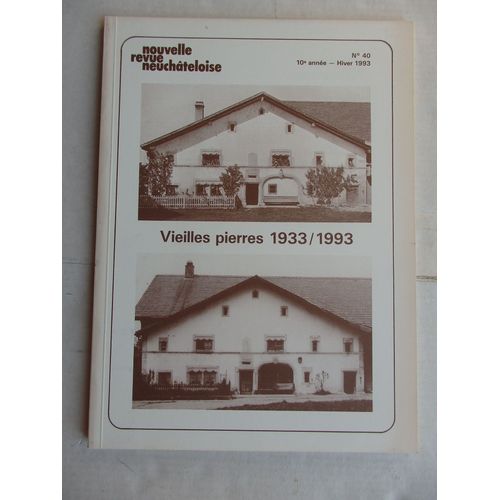 nouvelle
revue
neuchâteloise
N° 40
10e année — Hiver 1993
Vieilles pierres 1933/1993